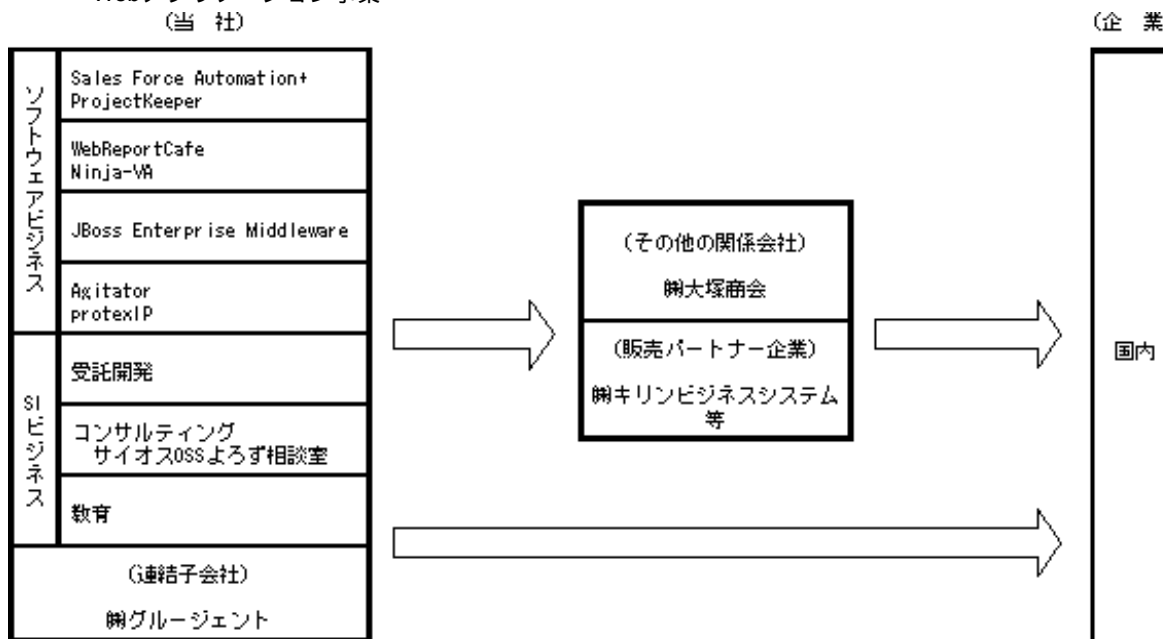 (当 社)
(企 業
ソフトウェアビジネス
Sales Force Automation+
ProjectKeeper
WebReportCafe
Ninja-VA
JBoss Enterprise Middleware
Agitator
protexIP
SIビジネス
受託開発
コンサルティング
サイオスOSSよろず相談室
教育
(連結子会社)
㈱グルージェント
(その他の関係会社)
㈱大塚商会
(販売パートナー企業)
㈱キリンビジネスシステム
等
国内